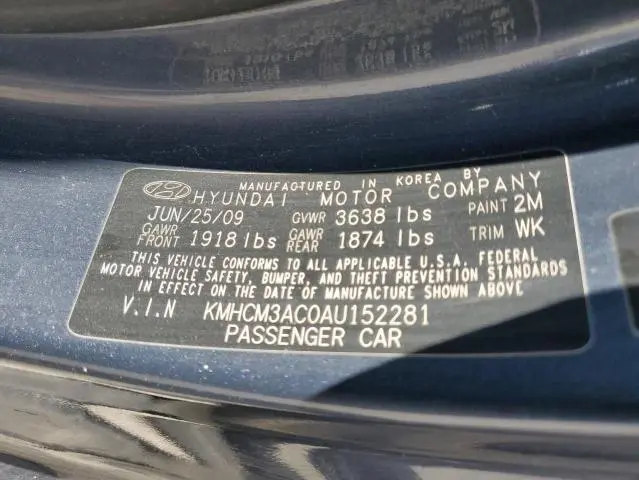 MANUFACTURED IN KOREA BY
HYUNDAI MOTOR COMPANY
JUN/25/09 GVWR 3638 lbs PAINT 2M
GAWR FRONT 1918 lbs GAWR REAR 1874 lbs TRIM WK
THIS VEHICLE CONFORMS TO ALL APPLICABLE U.S.A. FEDERAL
MOTOR VEHICLE SAFETY, BUMPER, AND THEFT PREVENTION STANDARDS
IN EFFECT ON THE DATE OF MANUFACTURE SHOWN ABOVE
V.I.N KMHCM3AC0AU152281
PASSENGER CAR